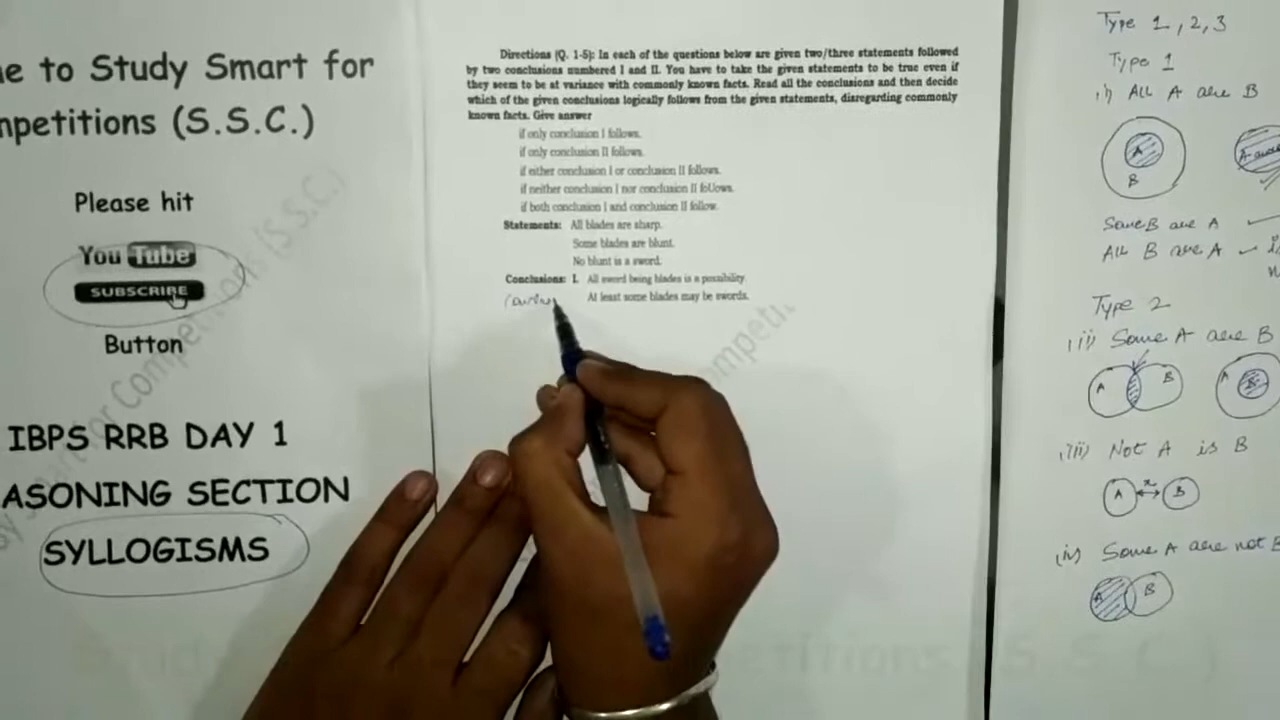 e to Study Smart for
mpetitions (S.S.C.)
Please hit
You Tube
SUBSCRIBE
Button
IBPS RRB DAY 1
ASONING SECTION
SYLLOGISMS
Directions (Q. 1-5): In each of the questions below are given two/three statements followed
by two conclusions numbered I and II. You have to take the given statements to be true even if
they seem to be at variance with commonly known facts. Read all the conclusions and then decide
which of the given conclusions logically follows from the given statements, disregarding commonly
known facts. Give answer
if only conclusion I follows.
if only conclusion II follows.
if either conclusion I or conclusion II follows.
if neither conclusion I nor conclusion II foUows.
if both conclusion I and conclusion II follow.
Statements: All blades are sharp.
Some blades are blunt.
No blunt is a sword.
Conclusions: I. All sword being blades is a possibility.
At least some blades may be swords.
Type 1, 2, 3
Type 1
i) All A are B
A
B
Some B are A
All B are A
Type 2
(ii) Some A are B
A B
A B
(iii) Not A is B
A x B
(iv) Some A are not B
A B